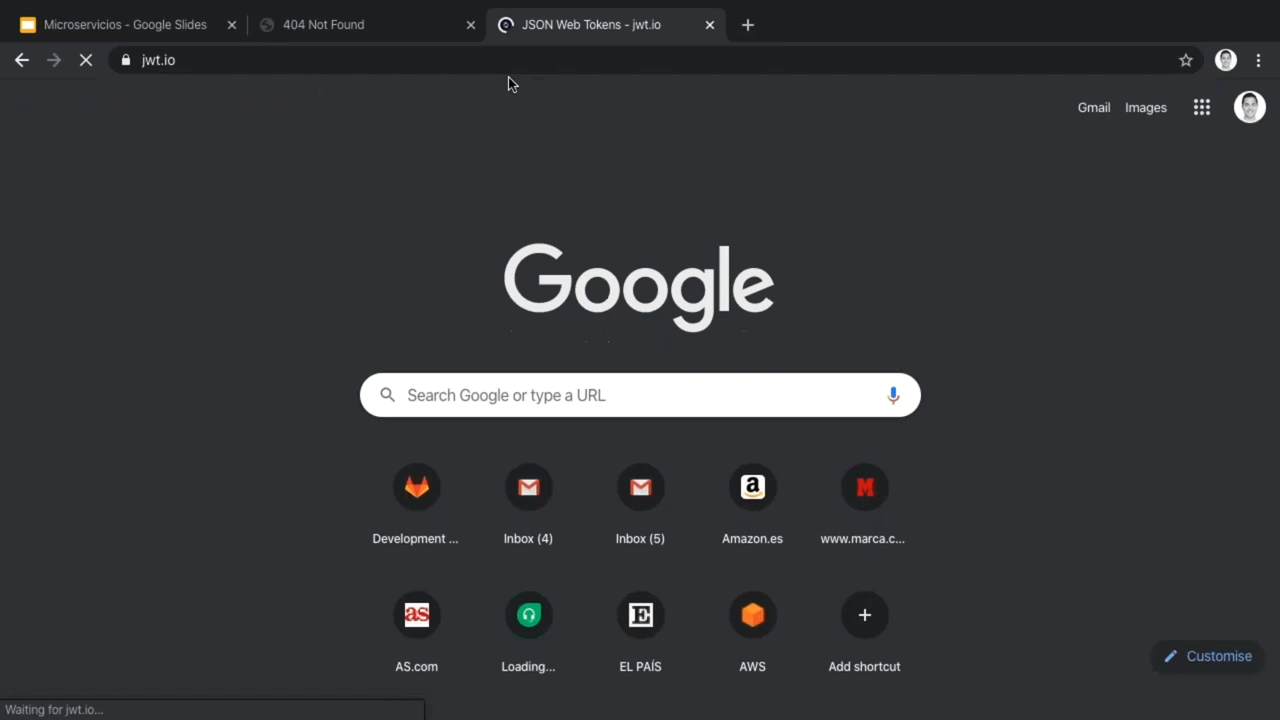 Microservicios - Google Slides
404 Not Found
JSON Web Tokens - jwt.io
jwt.io
Gmail Images
Google
Search Google or type a URL
a M
Development ... Inbox (4) Inbox (5) Amazon.es www.marca.c...
as E
AS.com Loading... EL PAÍS AWS Add shortcut
Customise
Waiting for jwt.io...